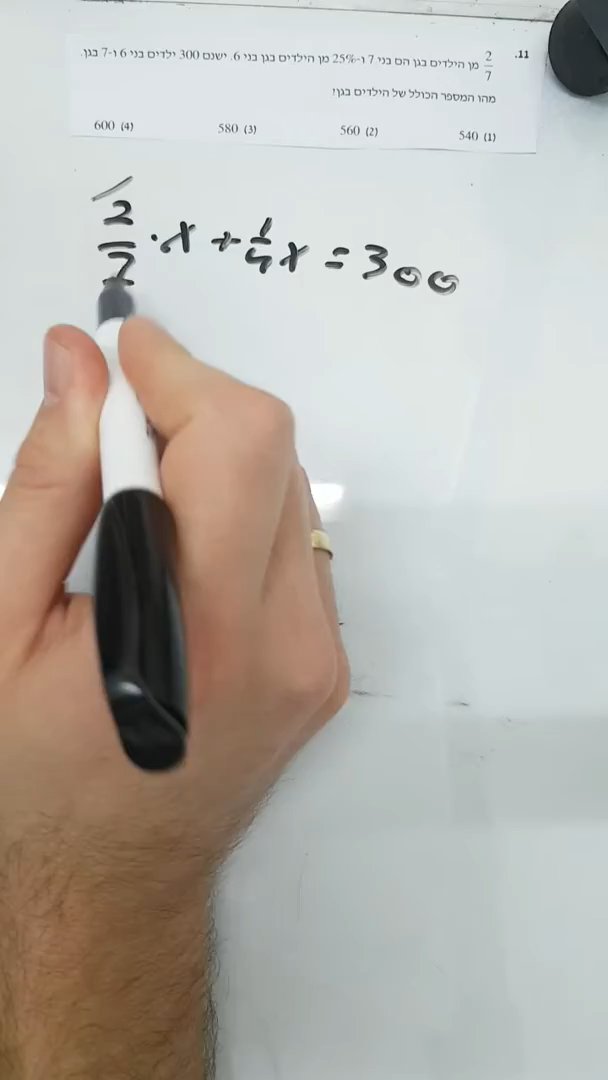 11. 2/7 מן הילדים בגן הם בני 7 ו-25% מן הילדים בגן בני 6. ישנם 300 ילדים בני 6 ו-7 בגן.
מהו המספר הכולל של הילדים בגן?
(1) 540 (2) 560 (3) 580 (4) 600
2/7 · x + 1/4 x = 300